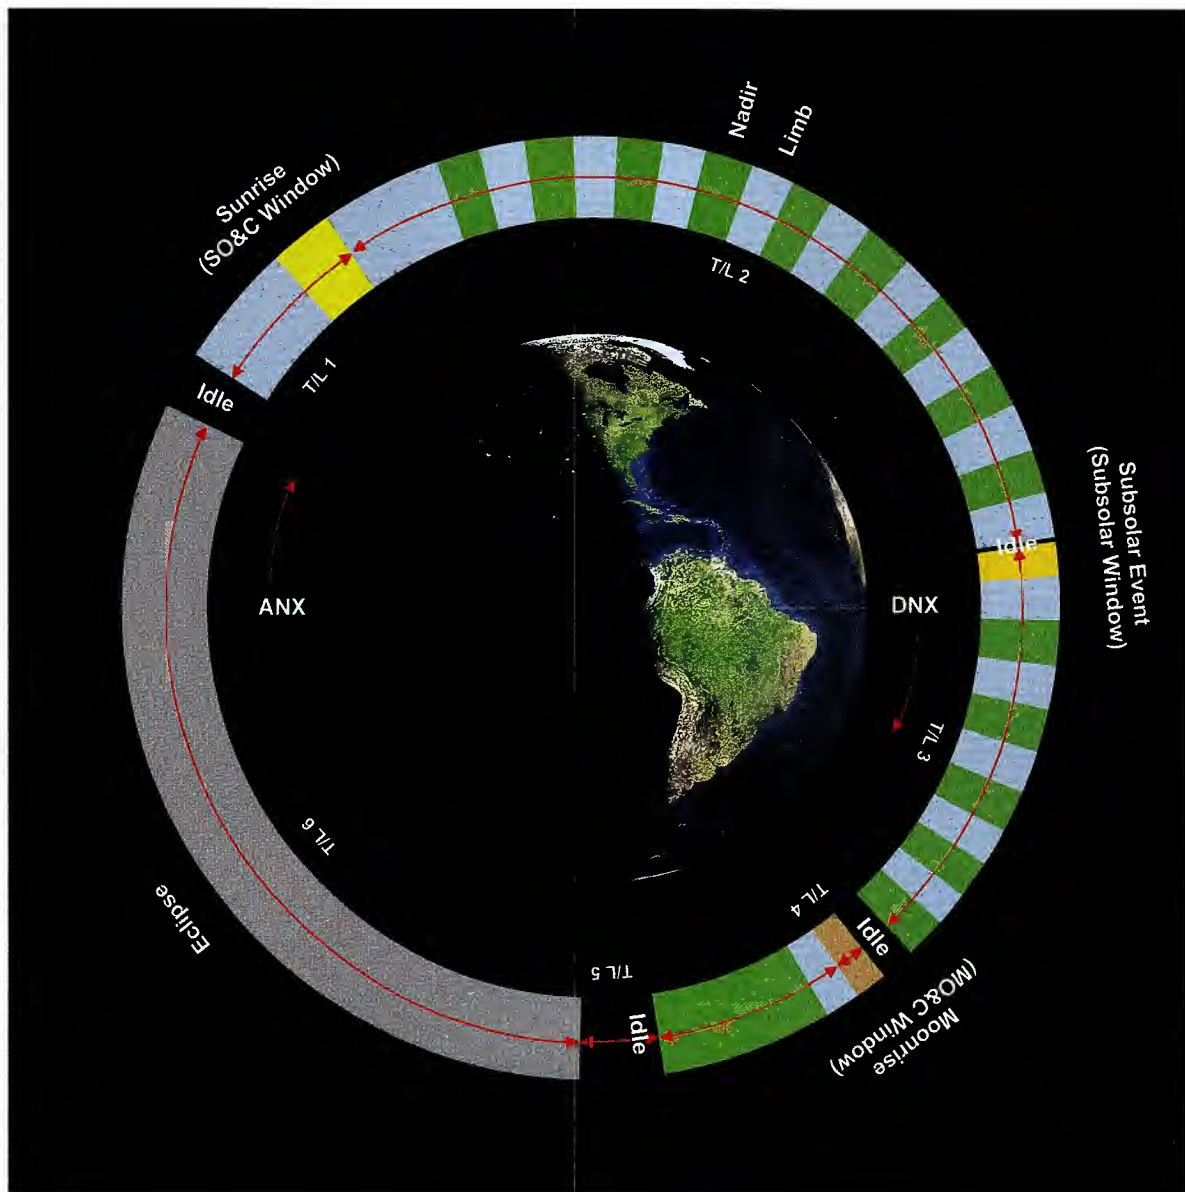 Nadir
Limb
Sunrise
(SO&C Window)
T/L 2
T/L 1
Idle
Subsolar Event
(Subsolar Window)
Idle
ANX
DNX
T/L 3
T/L 6
T/L 4
Idle
Eclipse
T/L 5
Idle
Moonrise
(MO&C Window)